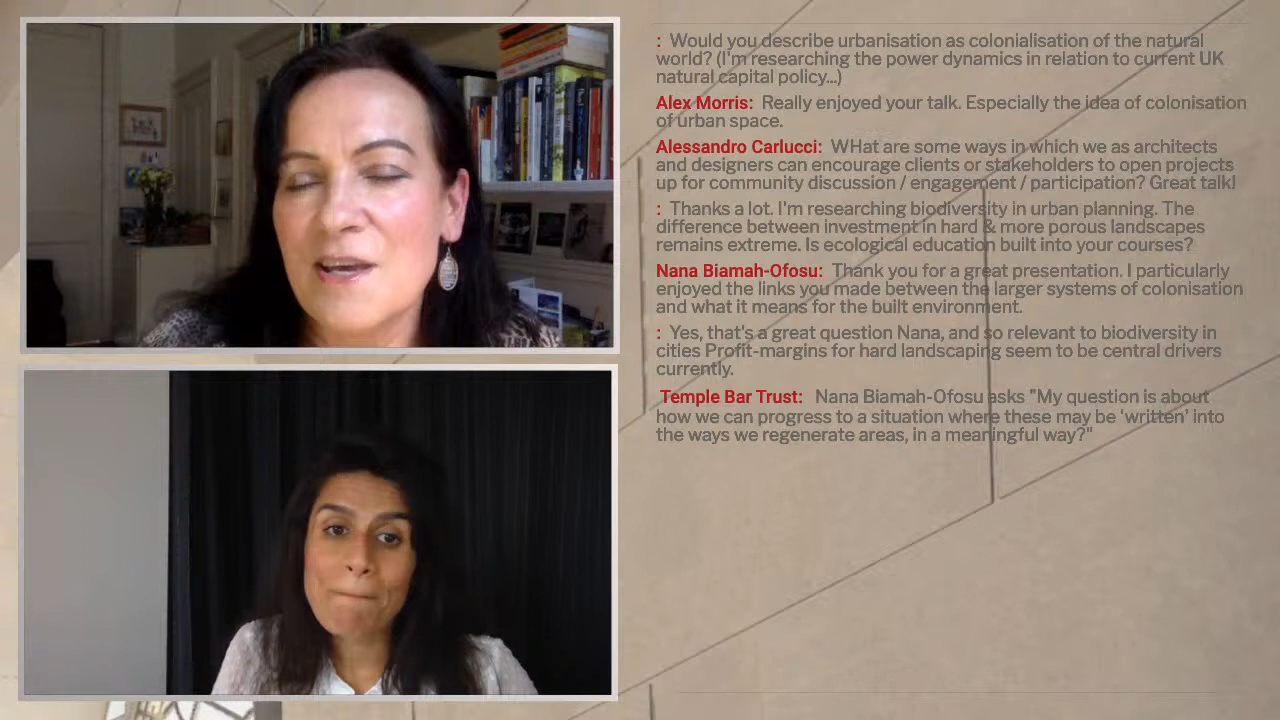 : Would you describe urbanisation as colonialisation of the natural
world? (I'm researching the power dynamics in relation to current UK
natural capital policy...)
Alex Morris: Really enjoyed your talk. Especially the idea of colonisation
of urban space.
Alessandro Carlucci: WHat are some ways in which we as architects
and designers can encourage clients or stakeholders to open projects
up for community discussion / engagement / participation? Great talk!
: Thanks a lot. I'm researching biodiversity in urban planning. The
difference between investment in hard & more porous landscapes
remains extreme. Is ecological education built into your courses?
Nana Biamah-Ofosu: Thank you for a great presentation. I particularly
enjoyed the links you made between the larger systems of colonisation
and what it means for the built environment.
: Yes, that's a great question Nana, and so relevant to biodiversity in
cities Profit-margins for hard landscaping seem to be central drivers
currently.
Temple Bar Trust: Nana Biamah-Ofosu asks "My question is about
how we can progress to a situation where these may be 'written' into
the ways we regenerate areas, in a meaningful way?"